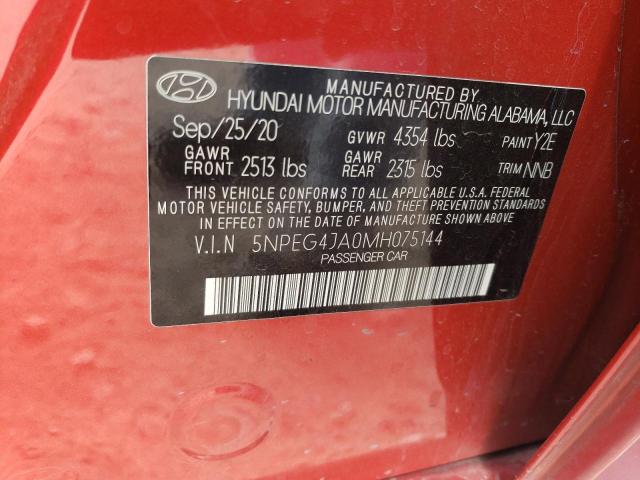 MANUFACTURED BY
HYUNDAI MOTOR MANUFACTURING ALABAMA, LLC
Sep/25/20 GVWR 4354 lbs PAINT Y2E
GAWR FRONT 2513 lbs GAWR REAR 2315 lbs TRIM NNB
THIS VEHICLE CONFORMS TO ALL APPLICABLE U.S.A. FEDERAL
MOTOR VEHICLE SAFETY, BUMPER, AND THEFT PREVENTION STANDARDS
IN EFFECT ON THE DATE OF MANUFACTURE SHOWN ABOVE.
V.I.N 5NPEG4JA0MH075144
PASSENGER CAR